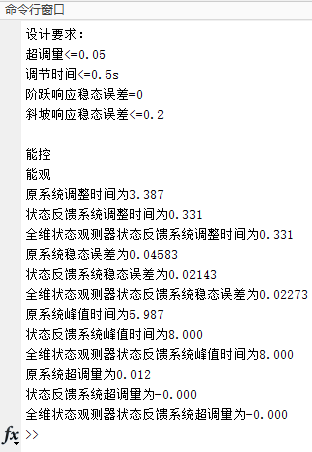 命令行窗口
设计要求:
超调量<=0.05
调节时间<=0.5s
阶跃响应稳态误差=0
斜坡响应稳态误差<=0.2
能控
能观
原系统调整时间为3.387
状态反馈系统调整时间为0.331
全维状态观测器状态反馈系统调整时间为0.331
原系统稳态误差为0.04583
状态反馈系统稳态误差为0.02143
全维状态观测器状态反馈系统稳态误差为0.02273
原系统峰值时间为5.987
状态反馈系统峰值时间为8.000
全维状态观测器状态反馈系统峰值时间为8.000
原系统超调量为0.012
状态反馈系统超调量为-0.000
全维状态观测器状态反馈系统超调量为-0.000
fx >>